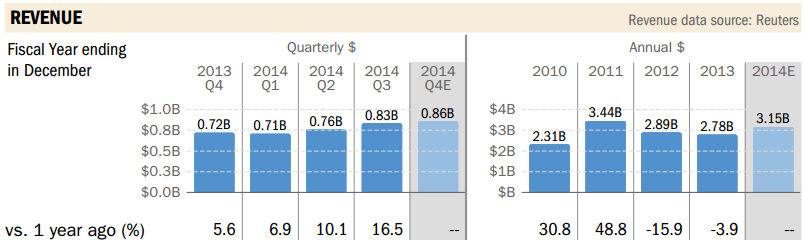 REVENUE
Revenue data source: Reuters
Fiscal Year ending
in December
Quarterly $
2013 Q4 2014 Q1 2014 Q2 2014 Q3 2014 Q4E
$1.0B
$0.8B
$0.5B
$0.3B
$0.0B
0.72B 0.71B 0.76B 0.83B 0.86B
Annual $
2010 2011 2012 2013 2014E
$4B
$3B
$2B
$1B
$B
2.31B 3.44B 2.89B 2.78B 3.15B
vs. 1 year ago (%) 5.6 6.9 10.1 16.5 -- 30.8 48.8 -15.9 -3.9 --